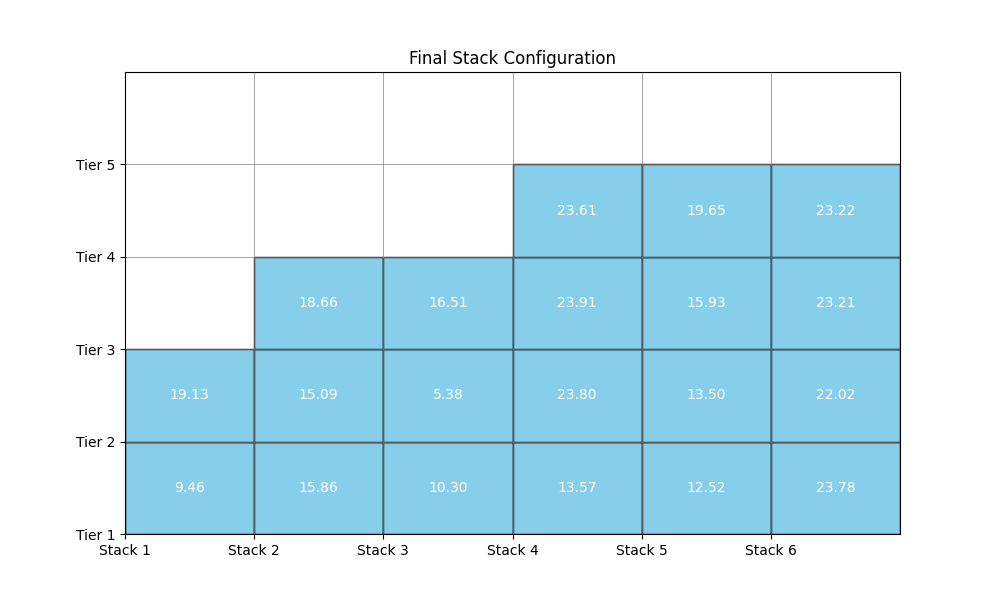 Final Stack Configuration
Tier 5
23.61 19.65 23.22
Tier 4
18.66 16.51 23.91 15.93 23.21
Tier 3
19.13 15.09 5.38 23.80 13.50 22.02
Tier 2
9.46 15.86 10.30 13.57 12.52 23.78
Tier 1
Stack 1 Stack 2 Stack 3 Stack 4 Stack 5 Stack 6